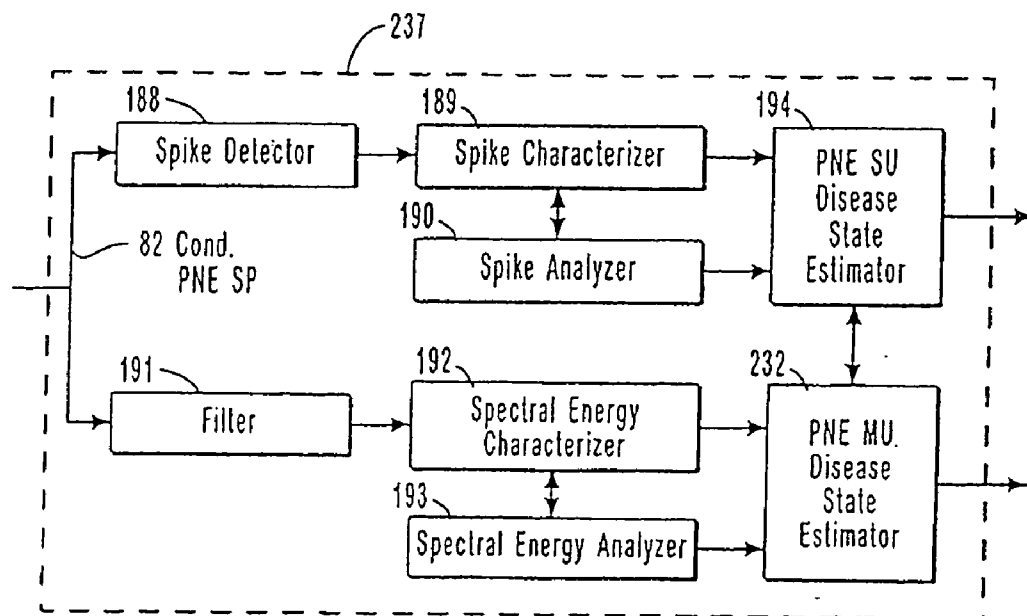 237
188
Spike Detector
189
Spike Characterizer
194
PNE SU
Disease
State
Estimator
190
Spike Analyzer
82 Cond.
PNE SP
191
Filter
192
Spectral Energy
Characterizer
232
PNE MU.
Disease
State
Estimator
193
Spectral Energy Analyzer